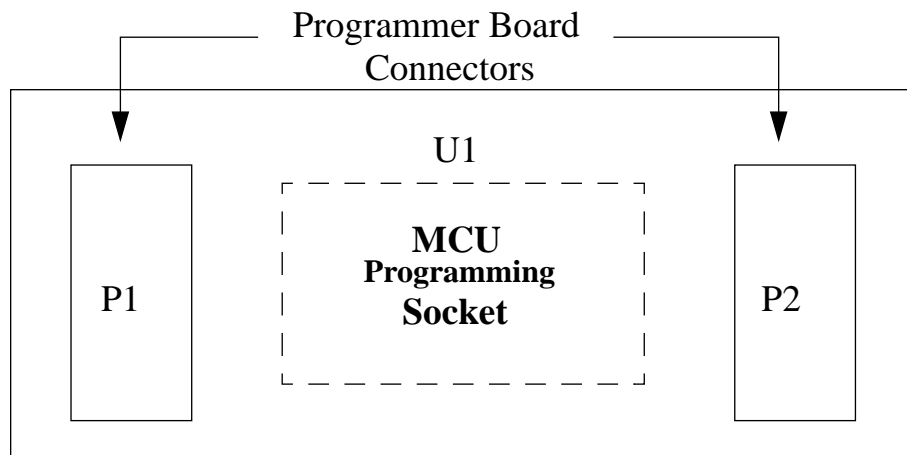 Programmer Board
Connectors
U1
P1
MCU
Programming
Socket
P2